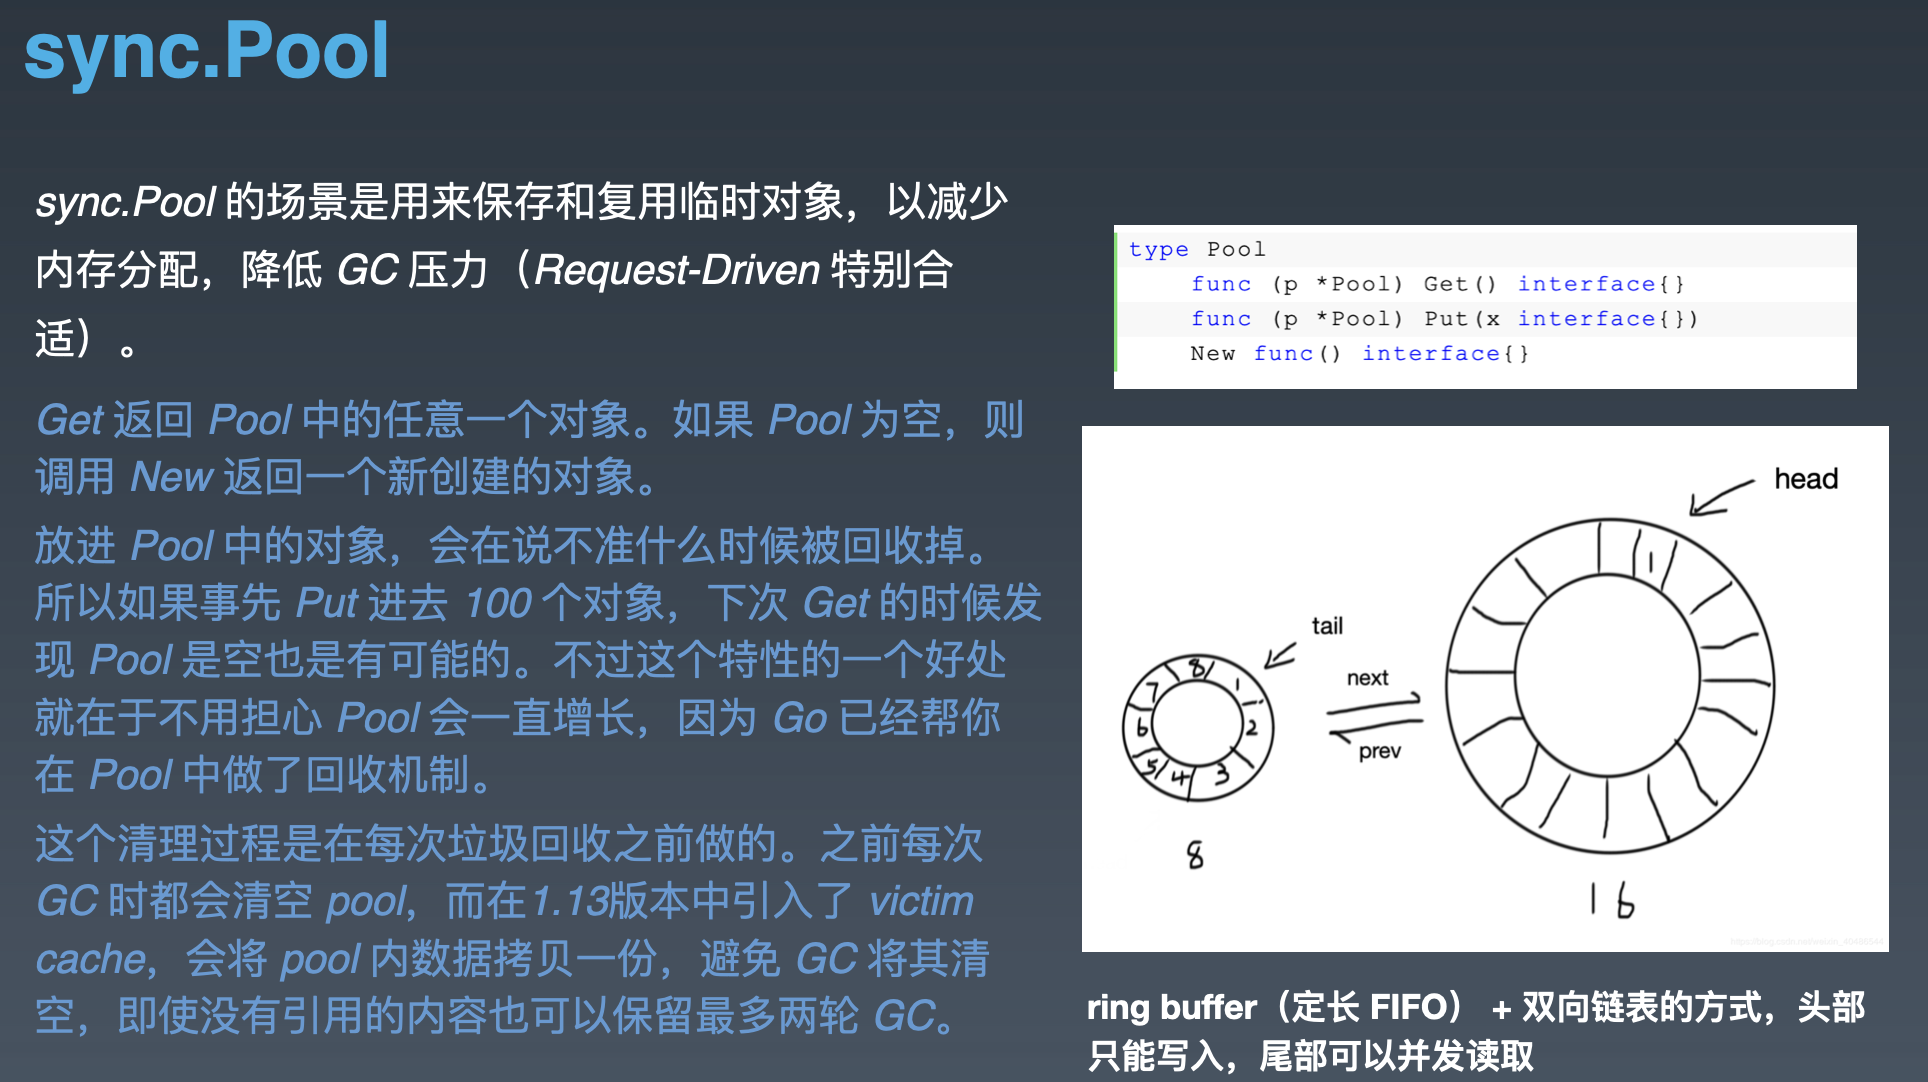 sync.Pool
sync.Pool 的场景是用来保存和复用临时对象，以减少
内存分配，降低 GC 压力（Request-Driven 特别合
适）。
Get 返回 Pool 中的任意一个对象。如果 Pool 为空，则
调用 New 返回一个新创建的对象。
放进 Pool 中的对象，会在说不准什么时候被回收掉。
所以如果事先 Put 进去 100 个对象，下次 Get 的时候发
现 Pool 是空也是有可能的。不过这个特性的一个好处
就在于不用担心 Pool 会一直增长，因为 Go 已经帮你
在 Pool 中做了回收机制。
这个清理过程是在每次垃圾回收之前做的。之前每次
GC 时都会清空 pool，而在1.13版本中引入了 victim
cache，会将 pool 内数据拷贝一份，避免 GC 将其清
空，即使没有引用的内容也可以保留最多两轮 GC。
type Pool
func (p *Pool) Get() interface{}
func (p *Pool) Put(x interface{})
New func() interface{}
head
1
tail
next
prev
8
1
2
3
4
5
6
7
8
16
ring buffer（定长 FIFO） + 双向链表的方式，头部
只能写入，尾部可以并发读取